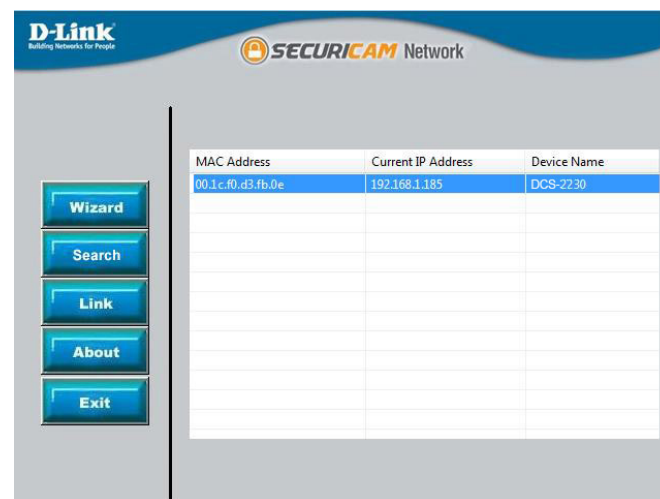 D-Link
Building Networks for People
SECURICAM Network
MAC Address Current IP Address Device Name
00.1c.f0.d3.fb.0e 192.168.1.185 DCS-2230
Wizard
Search
Link
About
Exit